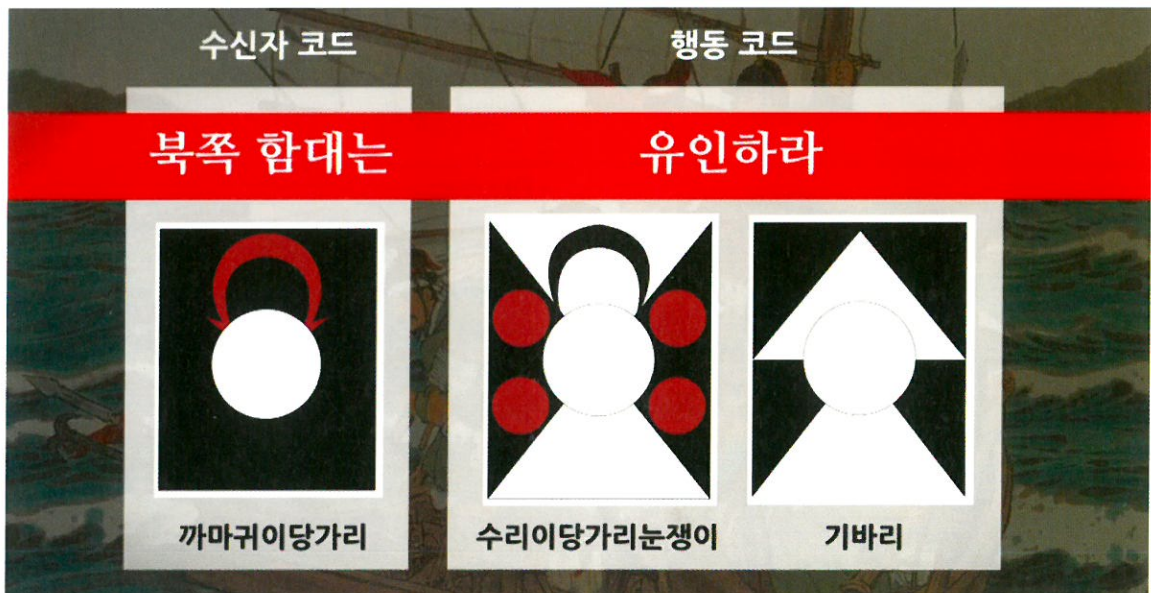 수신자 코드
행동 코드
북쪽 함대는
유인하라
까마귀이당가리
수리이당가리눈쟁이
기바리